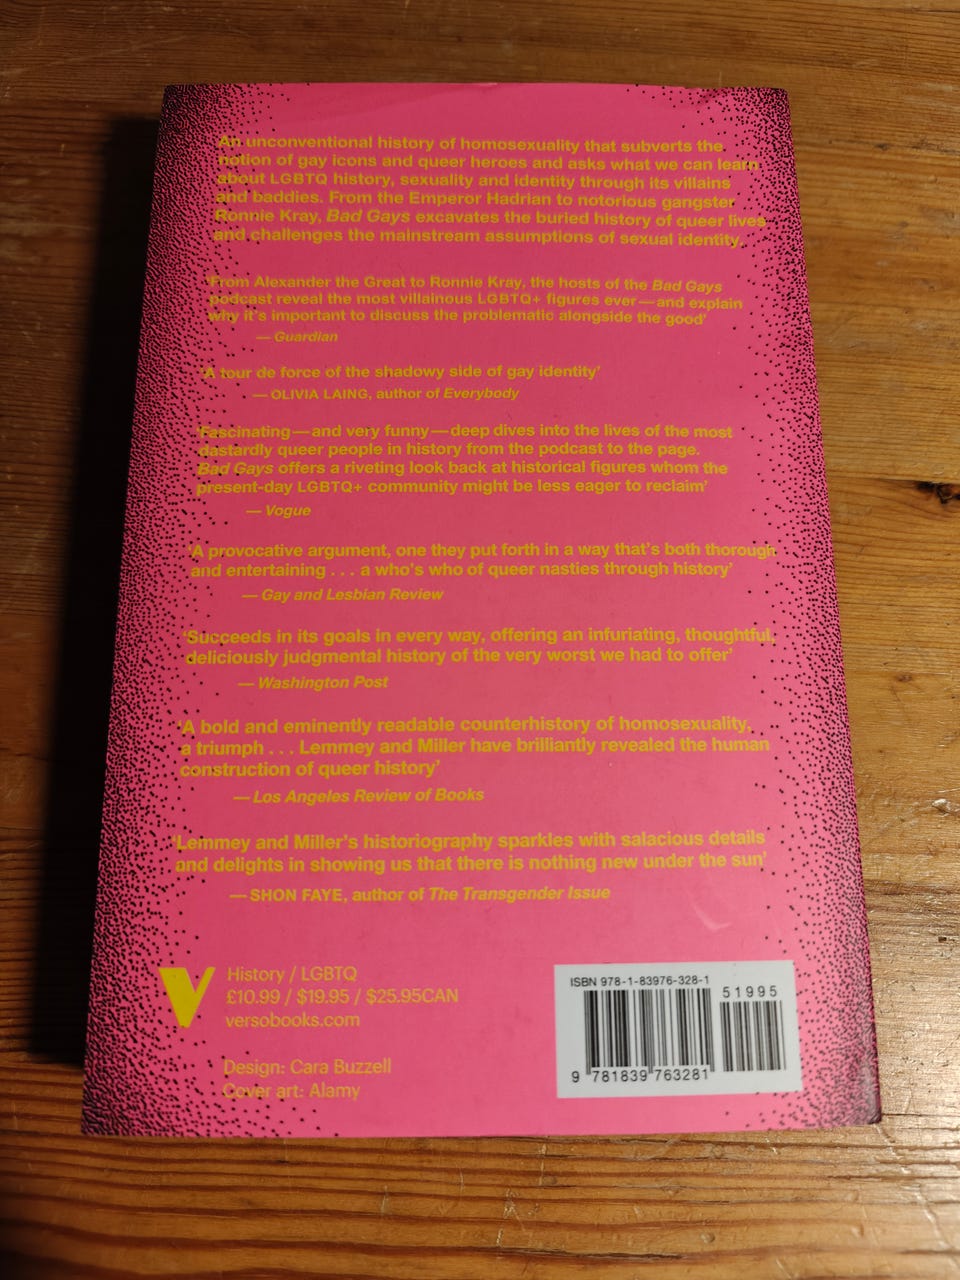 An unconventional history of homosexuality that subverts the
notion of gay icons and queer heroes and asks what we can learn
about LGBTQ history, sexuality and identity through its villains
and baddies. From the Emperor Hadrian to notorious gangster
Ronnie Kray, Bad Gays excavates the buried history of queer lives
and challenges the mainstream assumptions of sexual identity.
‘From Alexander the Great to Ronnie Kray, the hosts of the Bad Gays
podcast reveal the most villainous LGBTQ+ figures ever—and explain
why it's important to discuss the problematic alongside the good’
— Guardian
‘A tour de force of the shadowy side of gay identity’
— OLIVIA LAING, author of Everybody
‘Fascinating—and very funny—deep dives into the lives of the most
dastardly queer people in history from the podcast to the page.
Bad Gays offers a riveting look back at historical figures whom the
present-day LGBTQ+ community might be less eager to reclaim’
— Vogue
‘A provocative argument, one they put forth in a way that’s both thorough
and entertaining . . . a who’s who of queer nasties through history’
— Gay and Lesbian Review
‘Succeeds in its goals in every way, offering an infuriating, thoughtful,
deliciously judgmental history of the very worst we had to offer’
— Washington Post
‘A bold and eminently readable counterhistory of homosexuality,
a triumph . . . Lemmey and Miller have brilliantly revealed the human
construction of queer history’
— Los Angeles Review of Books
‘Lemmey and Miller’s historiography sparkles with salacious details
and delights in showing us that there is nothing new under the sun’
— SHON FAYE, author of The Transgender Issue
V
History / LGBTQ
£10.99 / $19.95 / $25.95CAN
versobooks.com
Design: Cara Buzzell
Cover art: Alamy
ISBN 978-1-83976-328-1
51995
9 781839 763281